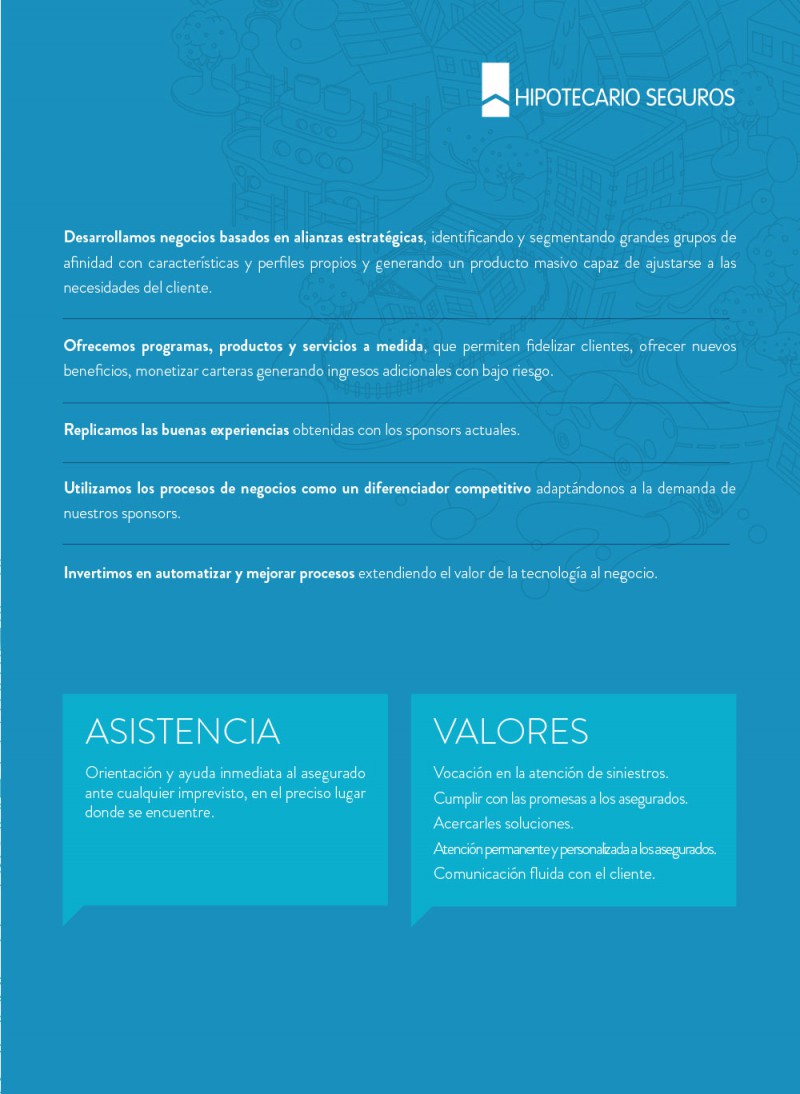 HIPOTECARIO SEGUROS
Desarrollamos negocios basados en alianzas estratégicas, identificando y segmentando grandes grupos de
afinidad con características y perfiles propios y generando un producto masivo capaz de ajustarse a las
necesidades del cliente.
Ofrecemos programas, productos y servicios a medida, que permiten fidelizar clientes, ofrecer nuevos
beneficios, monetizar carteras generando ingresos adicionales con bajo riesgo.
Replicamos las buenas experiencias obtenidas con los sponsors actuales.
Utilizamos los procesos de negocios como un diferenciador competitivo adaptándonos a la demanda de
nuestros sponsors.
Invertimos en automatizar y mejorar procesos extendiendo el valor de la tecnología al negocio.
ASISTENCIA
Orientación y ayuda inmediata al asegurado
ante cualquier imprevisto, en el preciso lugar
donde se encuentre.
VALORES
Vocación en la atención de siniestros.
Cumplir con las promesas a los asegurados.
Acercarles soluciones.
Atención permanente y personalizada a los asegurados.
Comunicación fluida con el cliente.